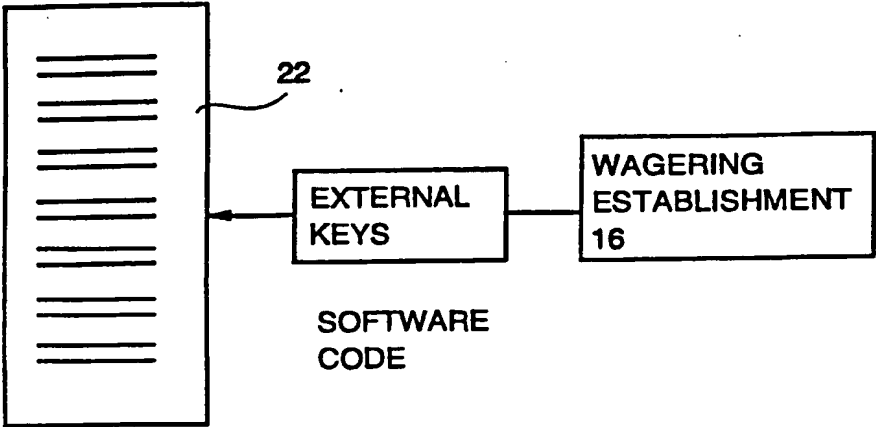 22
EXTERNAL
KEYS
WAGERING
ESTABLISHMENT
16
SOFTWARE
CODE